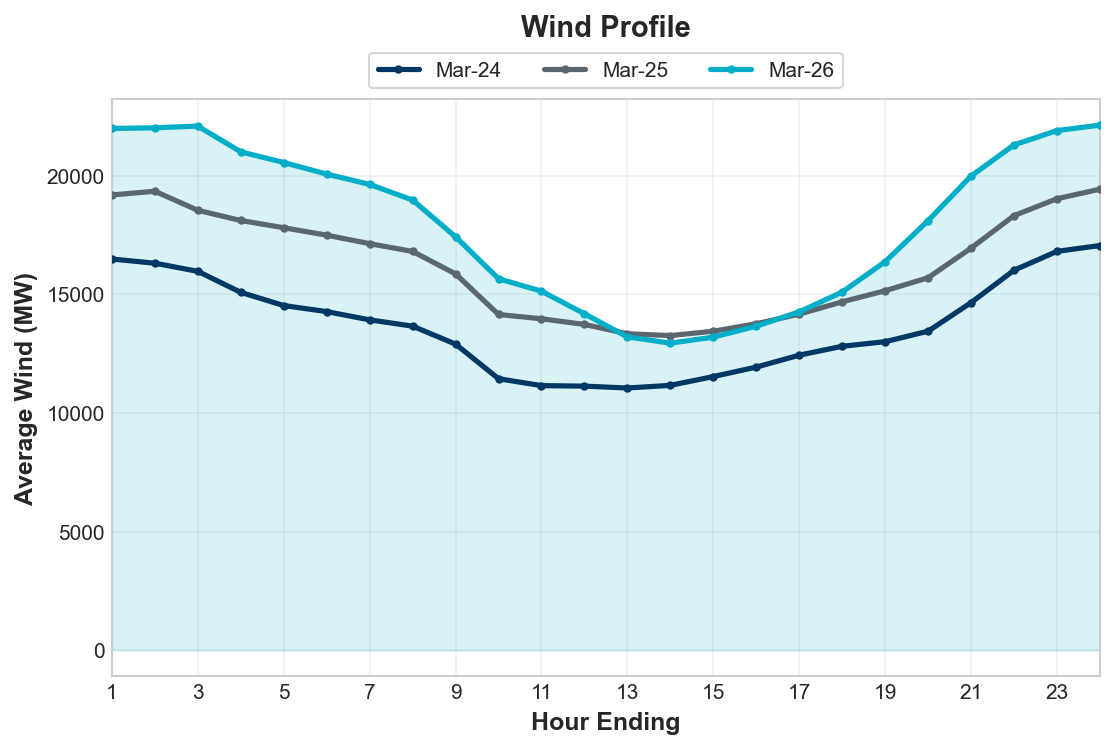 Wind Profile
Mar-24 Mar-25 Mar-26
Average Wind (MW)
20000
15000
10000
5000
0
1 3 5 7 9 11 13 15 17 19 21 23
Hour Ending